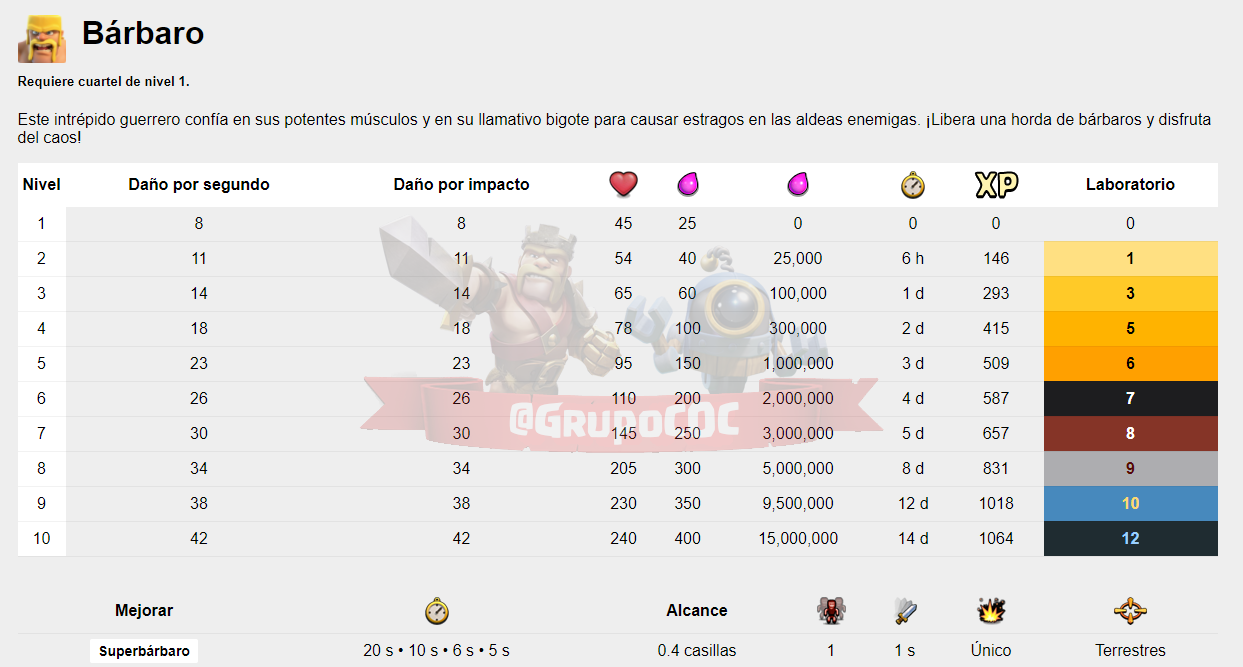 Bárbaro
Requiere cuartel de nivel 1.
Este intrépido guerrero confía en sus potentes músculos y en su llamativo bigote para causar estragos en las aldeas enemigas. ¡Libera una horda de bárbaros y disfruta
del caos!
Nivel Daño por segundo Daño por impacto XP Laboratorio
1 8 8 45 25 0 0 0 0
2 11 11 54 40 25,000 6 h 146 1
3 14 14 65 60 100,000 1 d 293 3
4 18 18 78 100 300,000 2 d 415 5
5 23 23 95 150 1,000,000 3 d 509 6
6 26 26 110 200 2,000,000 4 d 587 7
@GRUPOCOC
7 30 30 145 250 3,000,000 5 d 657 8
8 34 34 205 300 5,000,000 8 d 831 9
9 38 38 230 350 9,500,000 12 d 1018 10
10 42 42 240 400 15,000,000 14 d 1064 12
Mejorar Alcance
Superbárbaro 20 s • 10 s • 6 s • 5 s 0.4 casillas 1 1 s Único Terrestres